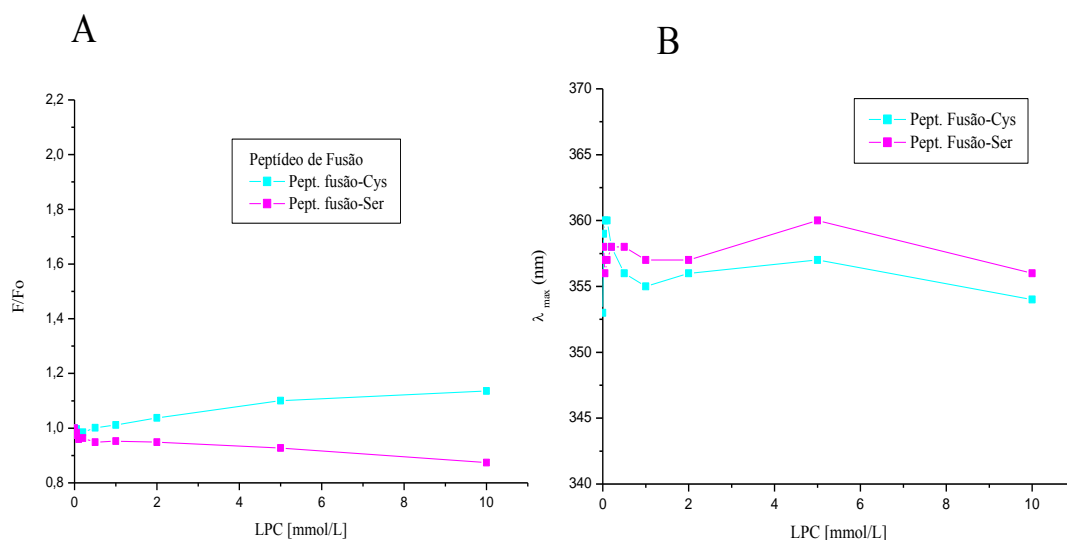 A
2,2
2,0
1,8
1,6
1,4
1,2
1,0
0,8
F/Fo
Peptídeo de Fusão
Pept. fusão-Cys
Pept. fusão-Ser
0
2
4
6
8
10
LPC [mmol/L]
B
370
365
360
355
350
345
340
λ max (nm)
Pept. Fusão-Cys
Pept. Fusão-Ser
0
2
4
6
8
10
LPC [mmol/L]